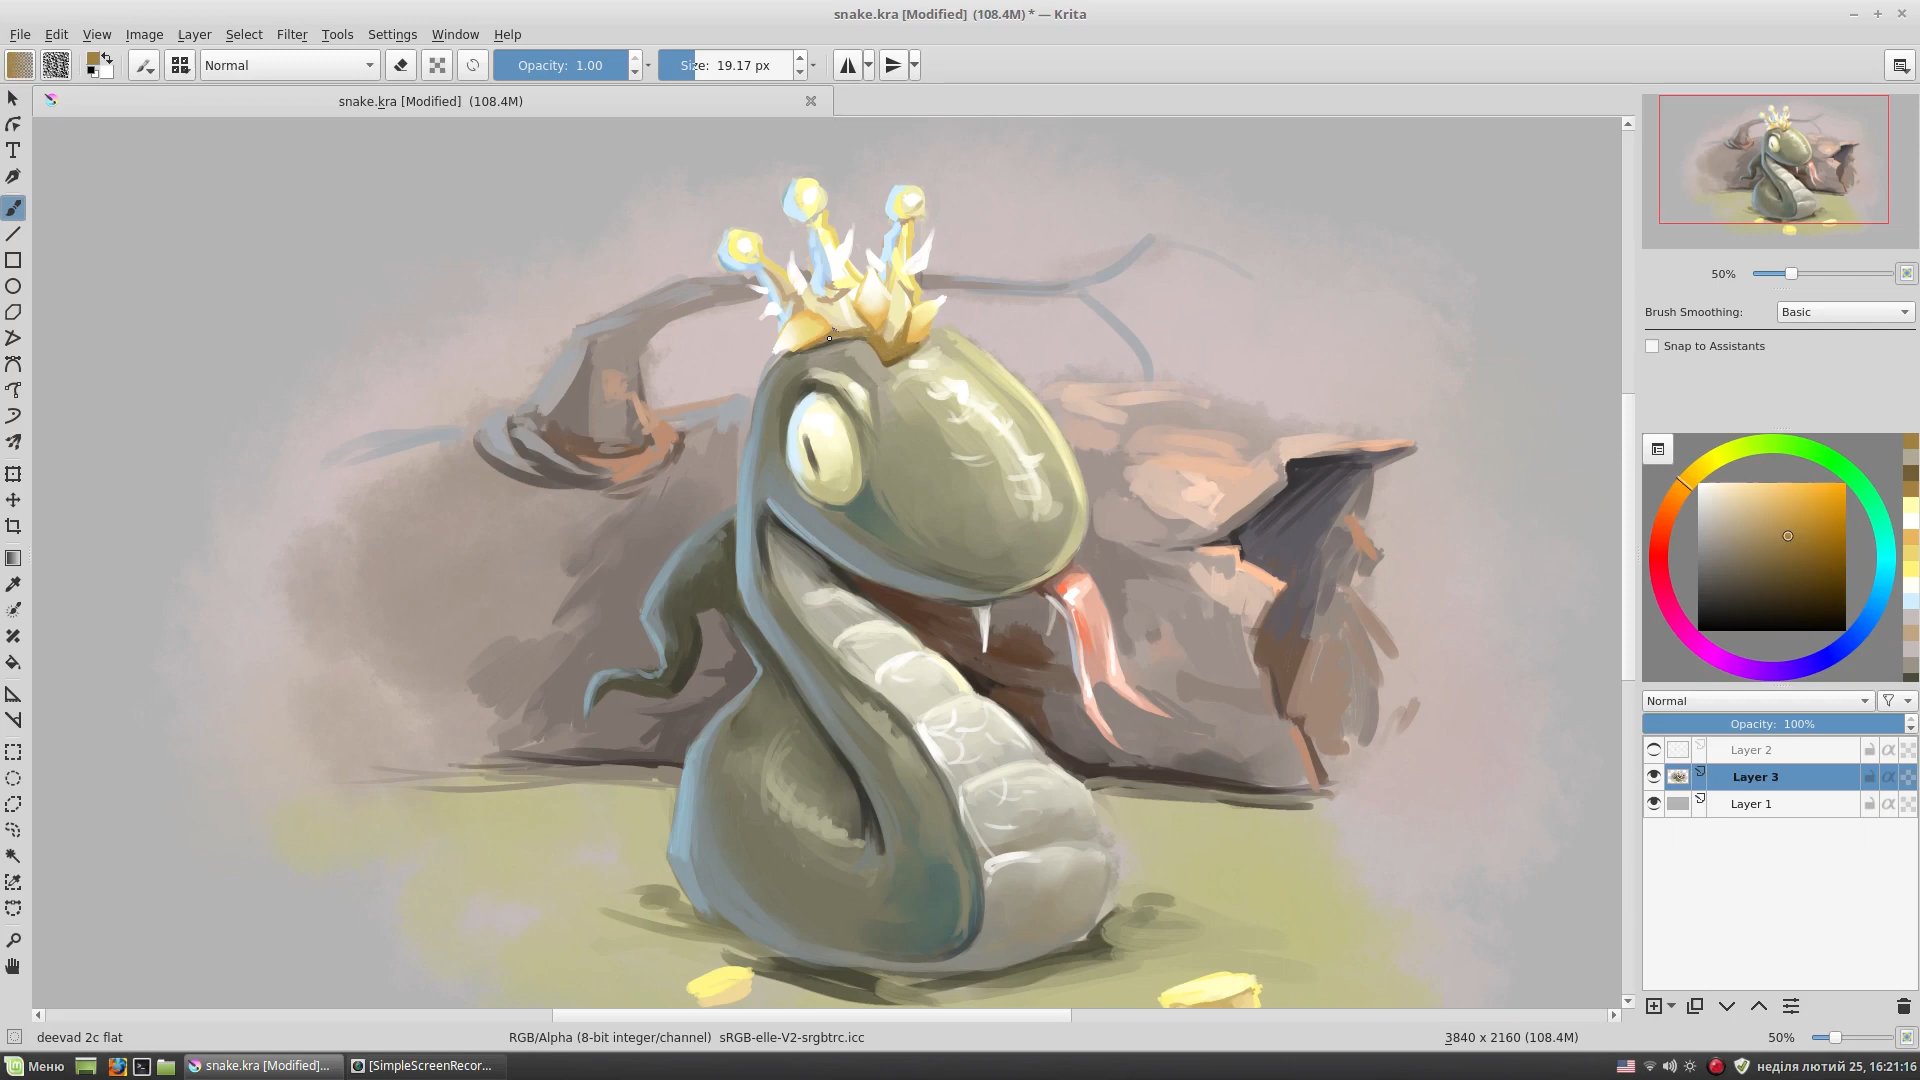 snake.kra [Modified] (108.4M) * — Krita
File Edit View Image Layer Select Filter Tools Settings Window Help
Normal Opacity: 1.00 Size: 19.17 px
snake.kra [Modified] (108.4M)
50%
Brush Smoothing: Basic
Snap to Assistants
Normal
Opacity: 100%
Layer 2
Layer 3
Layer 1
deevad 2c flat RGB/Alpha (8-bit integer/channel) sRGB-elle-V2-srgbtrc.icc 3840 x 2160 (108.4M) 50%
Меню snake.kra [Modified]... [SimpleScreenRecor... неділя лютий 25, 16:21:16